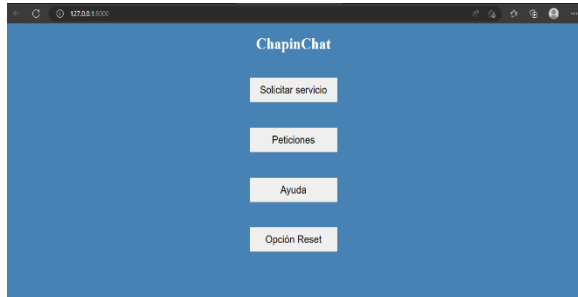 127.0.0.1:8000
ChapinChat
Solicitar servicio
Peticiones
Ayuda
Opción Reset